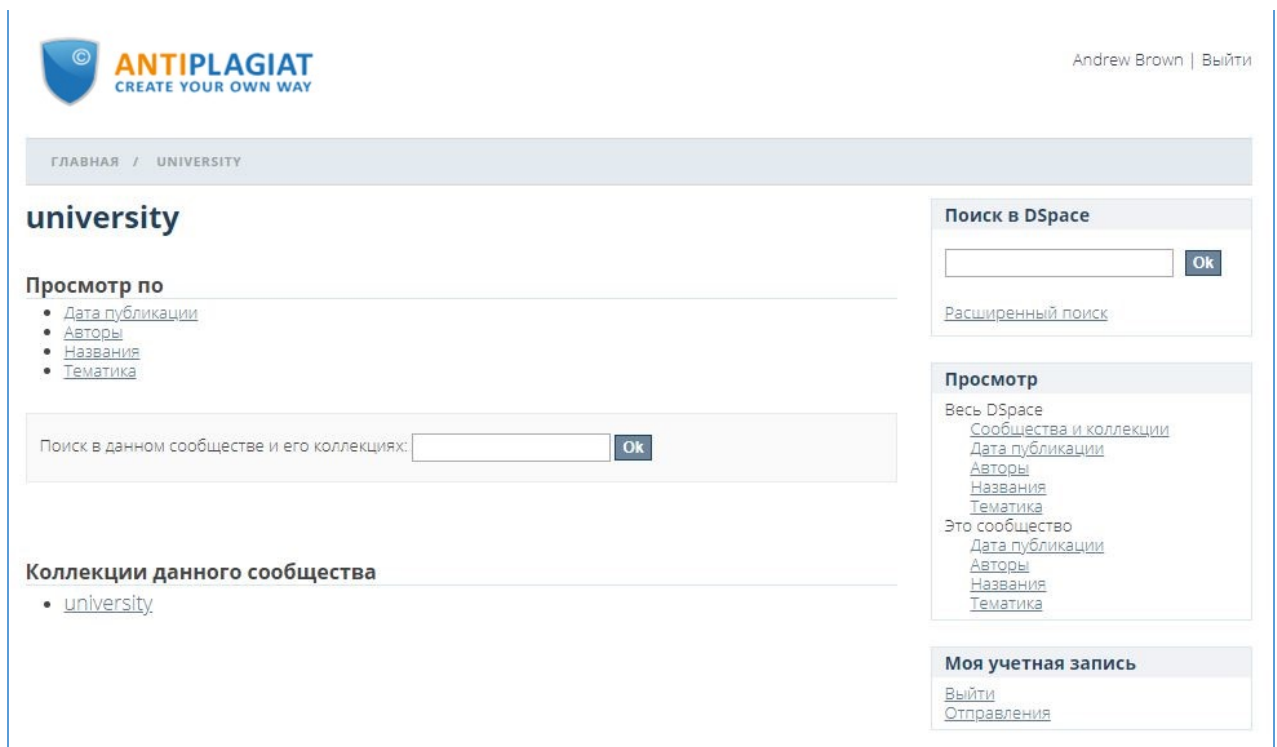 ©
ANTIPLAGIAT
CREATE YOUR OWN WAY
Andrew Brown | Выйти
ГЛАВНАЯ / UNIVERSITY
university
Просмотр по
• Дата публикации
• Авторы
• Названия
• Тематика
Поиск в данном сообществе и его коллекциях: Ok
Коллекции данного сообщества
• university
Поиск в DSpace
Ok
Расширенный поиск
Просмотр
Весь DSpace
Сообщества и коллекции
Дата публикации
Авторы
Названия
Тематика
Это сообщество
Дата публикации
Авторы
Названия
Тематика
Моя учетная запись
Выйти
Отправления